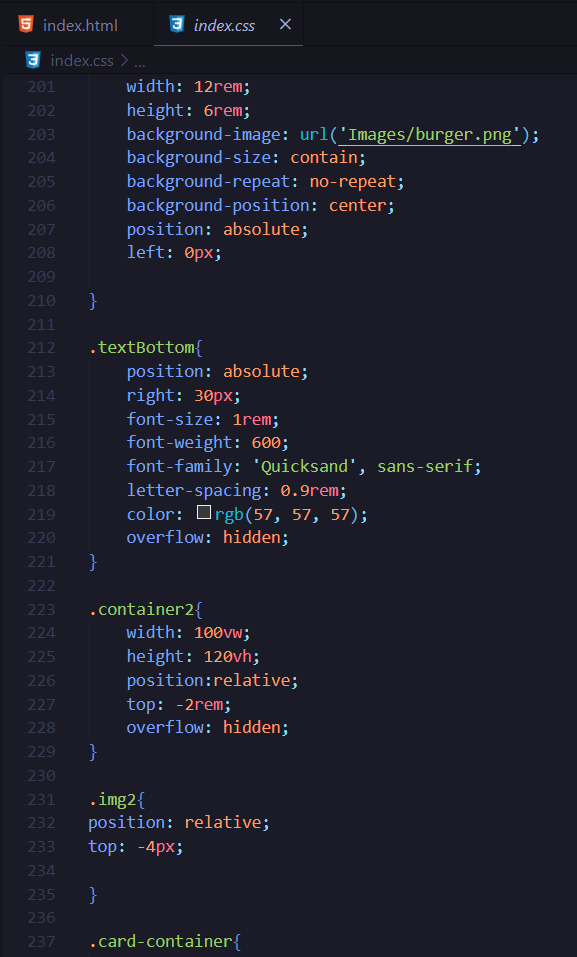 index.html
index.css ×
index.css > ...
201 width: 12rem;
202 height: 6rem;
203 background-image: url('Images/burger.png');
204 background-size: contain;
205 background-repeat: no-repeat;
206 background-position: center;
207 position: absolute;
208 left: 0px;
209
210 }
211
212 .textBottom{
213 position: absolute;
214 right: 30px;
215 font-size: 1rem;
216 font-weight: 600;
217 font-family: 'Quicksand', sans-serif;
218 letter-spacing: 0.9rem;
219 color: rgb(57, 57, 57);
220 overflow: hidden;
221 }
222
223 .container2{
224 width: 100vw;
225 height: 120vh;
226 position:relative;
227 top: -2rem;
228 overflow: hidden;
229 }
230
231 .img2{
232 position: relative;
233 top: -4px;
234
235 }
236
237 .card-container{